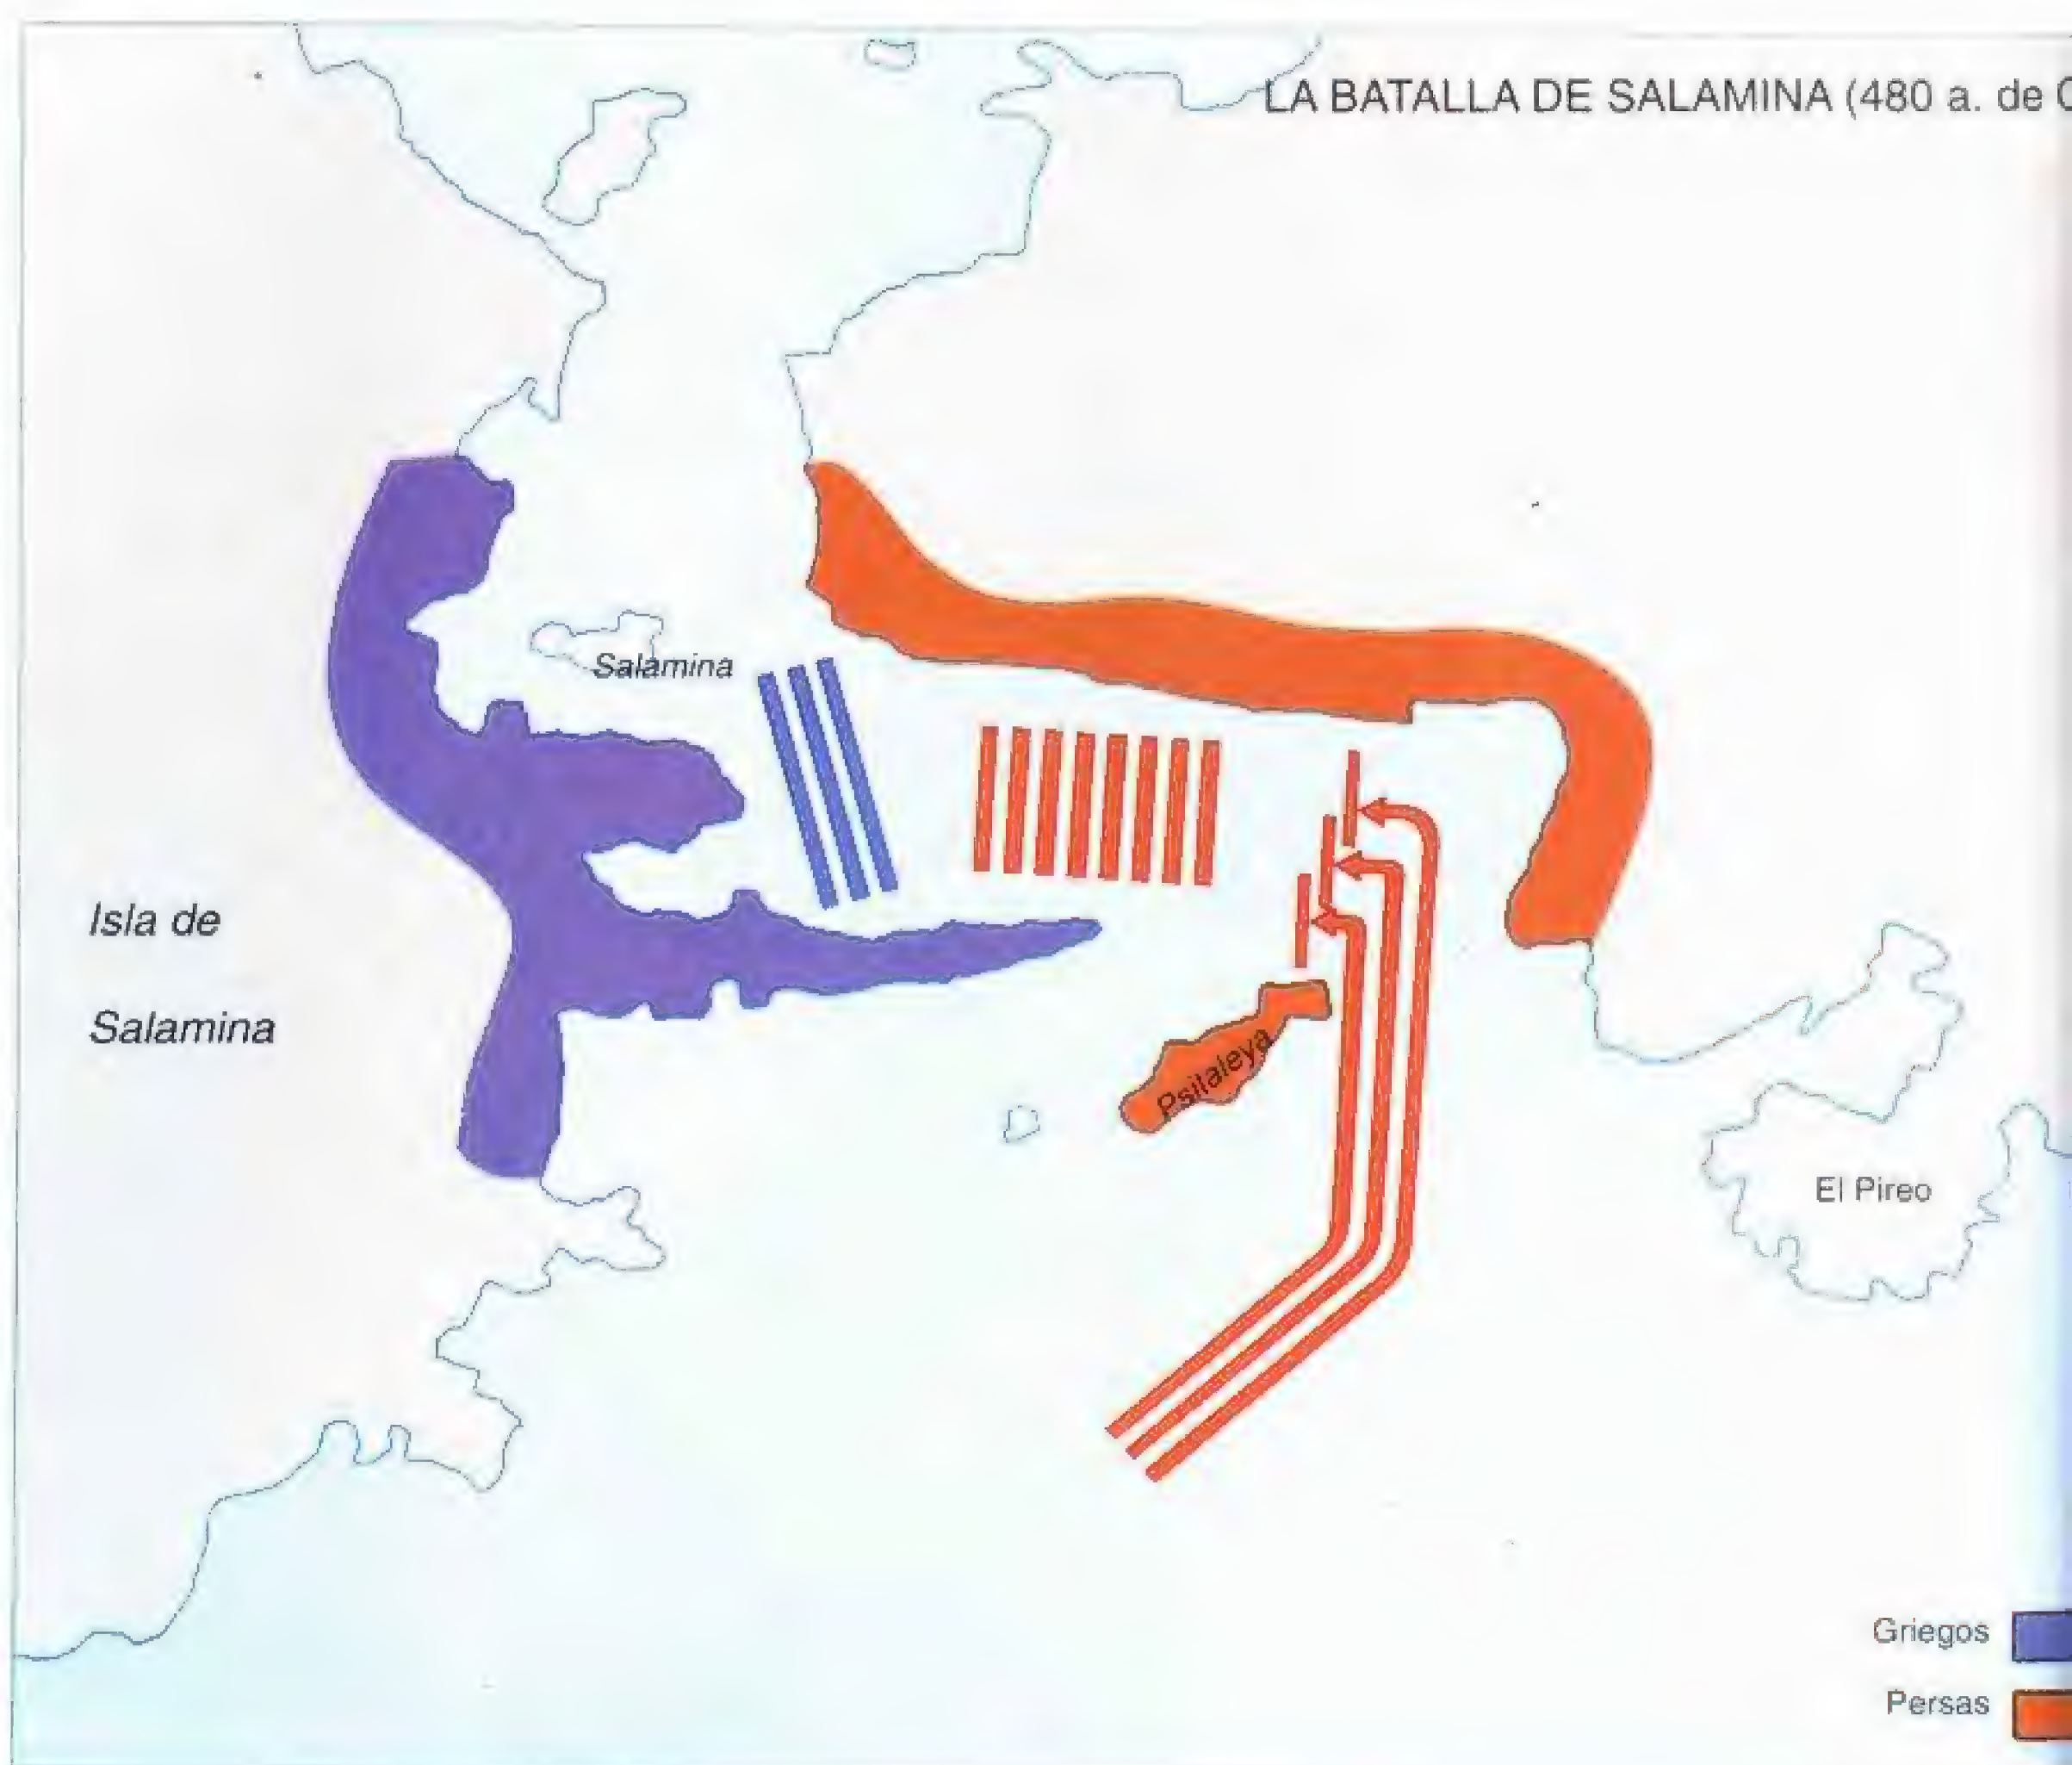 LA BATALLA DE SALAMINA (480 a. de C
Salamina
Isla de
Salamina
Psitaleya
El Pireo
Griegos
Persas